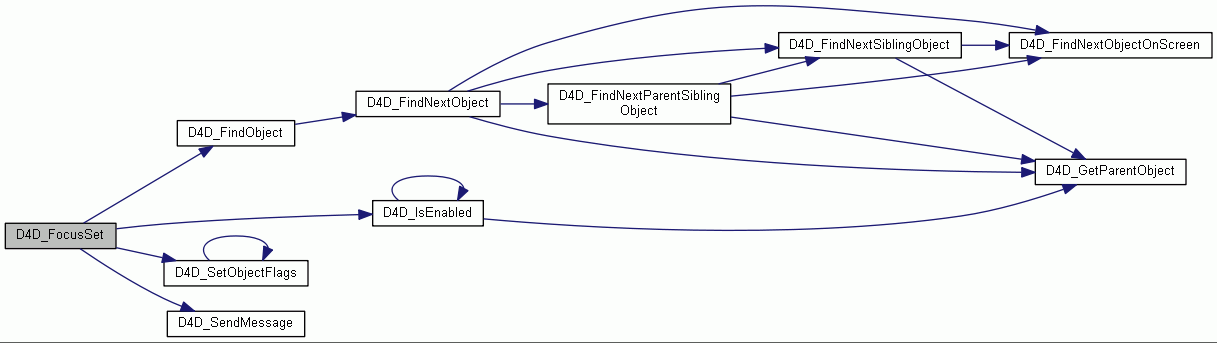 D4D_FindNextSiblingObject
D4D_FindNextObjectOnScreen
D4D_FindNextObject
D4D_FindNextParentSibling
Object
D4D_FindObject
D4D_GetParentObject
D4D_IsEnabled
D4D_FocusSet
D4D_SetObjectFlags
D4D_SendMessage